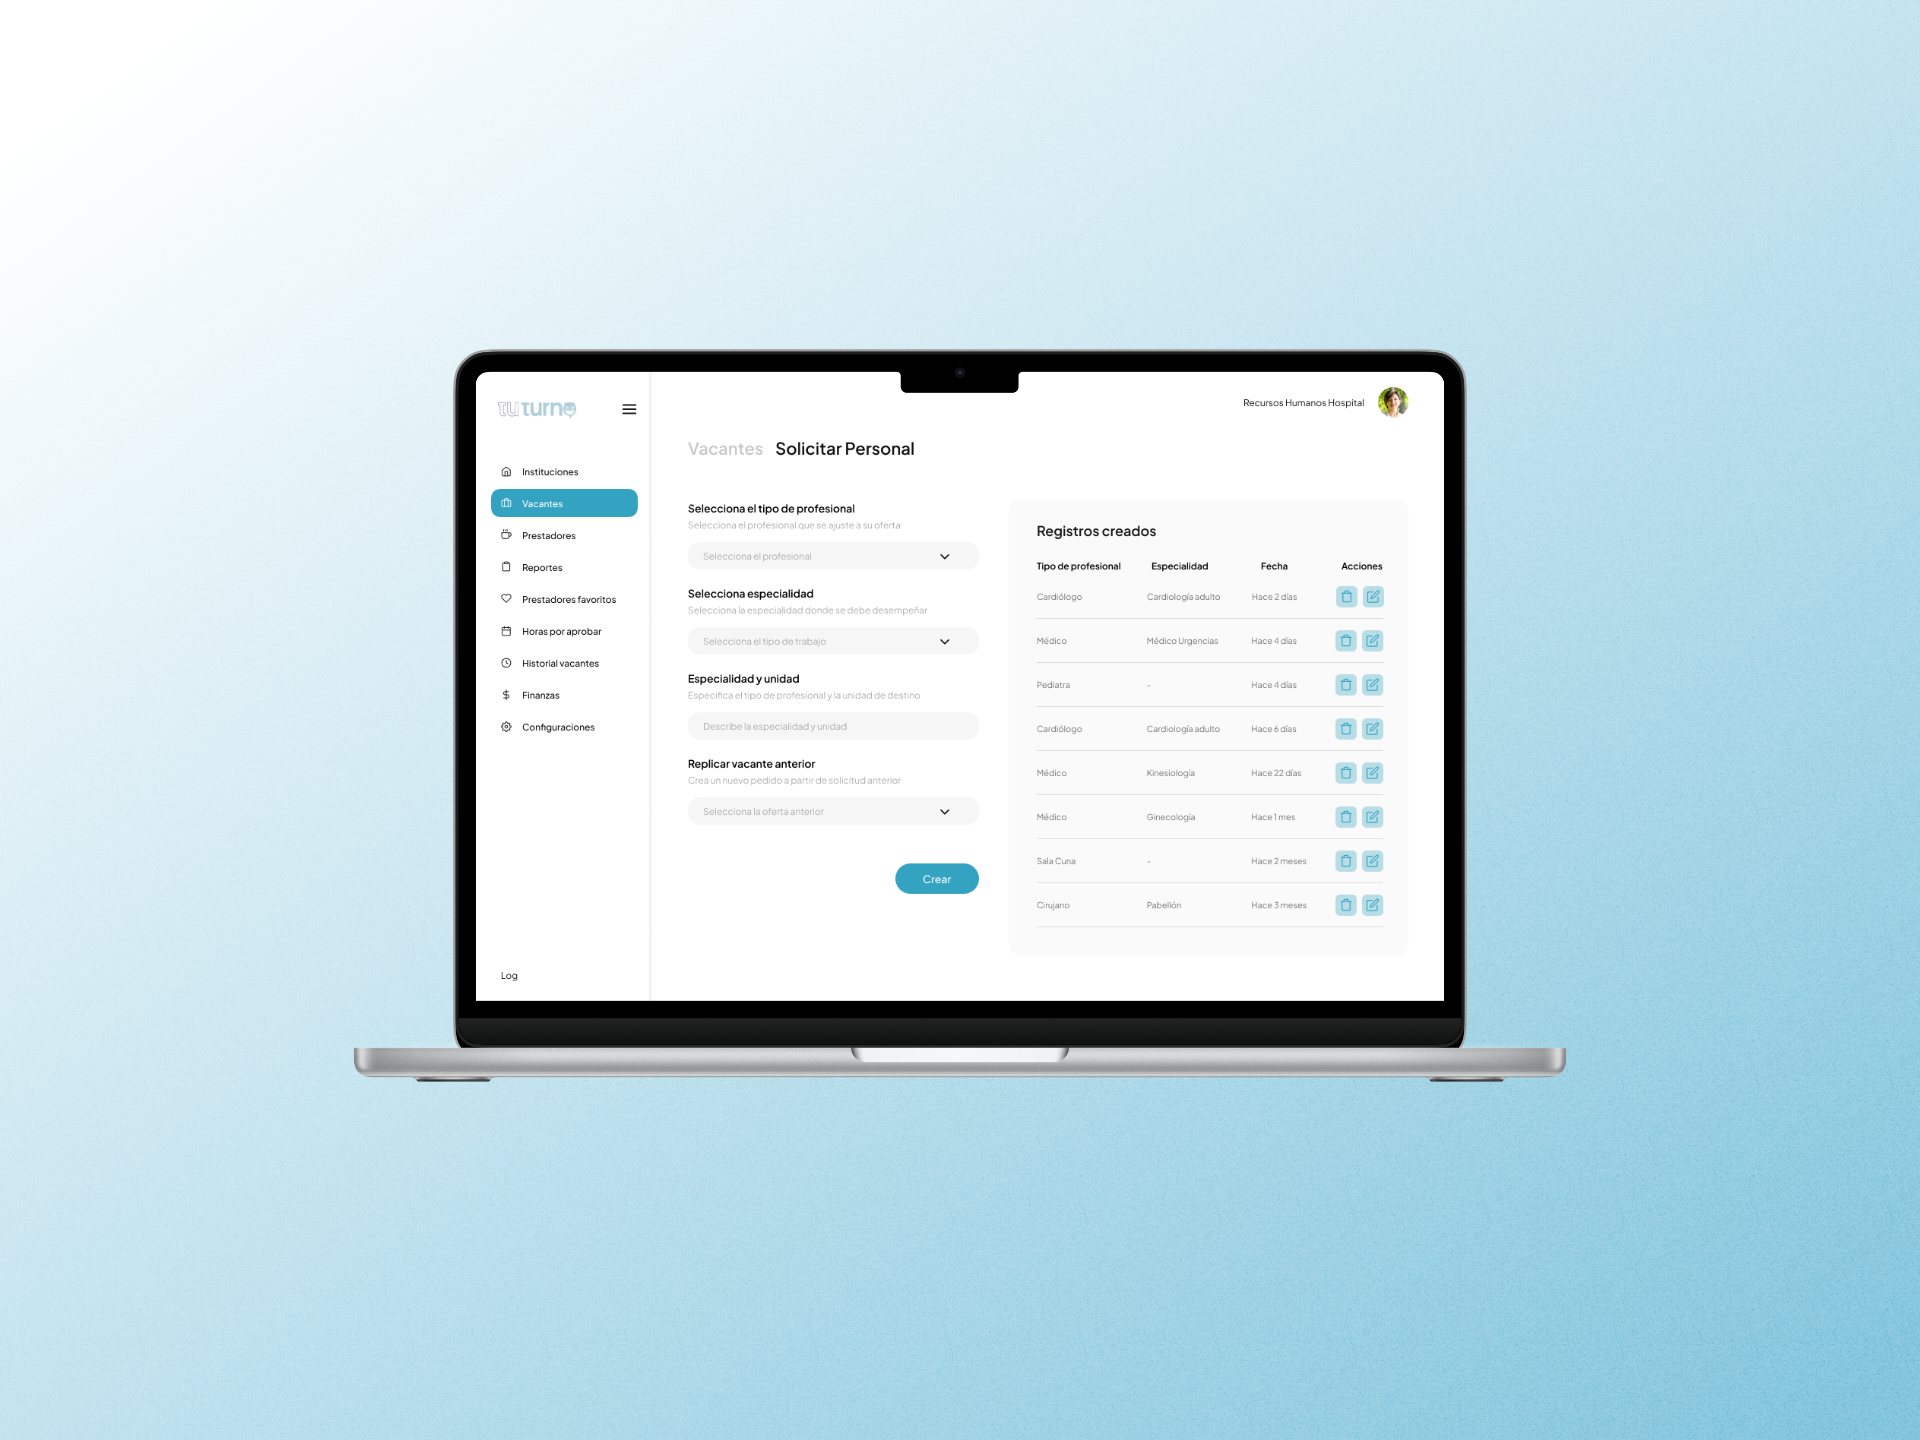 tu turno
Recursos Humanos Hospital
Instituciones
Vacantes
Prestadores
Reportes
Prestadores favoritos
Horas por aprobar
Historial vacantes
Finanzas
Configuraciones
Log
Vacantes Solicitar Personal
Selecciona el tipo de profesional
Selecciona el profesional que se ajuste a su oferta
Selecciona el profesional
Selecciona especialidad
Selecciona la especialidad donde se debe desempeñar
Selecciona el tipo de trabajo
Especialidad y unidad
Especifica el tipo de profesional y la unidad de destino
Describe la especialidad y unidad
Replicar vacante anterior
Crea un nuevo pedido a partir de solicitud anterior
Selecciona la oferta anterior
Crear
Registros creados
Tipo de profesional Especialidad Fecha Acciones
Cardiólogo Cardiología adulto Hace 2 días
Médico Médico Urgencias Hace 4 días
Pediatra - Hace 4 días
Cardiólogo Cardiología adulto Hace 6 días
Médico Kinesiología Hace 22 días
Médico Ginecología Hace 1 mes
Sala Cuna - Hace 2 meses
Cirujano Pabellón Hace 3 meses